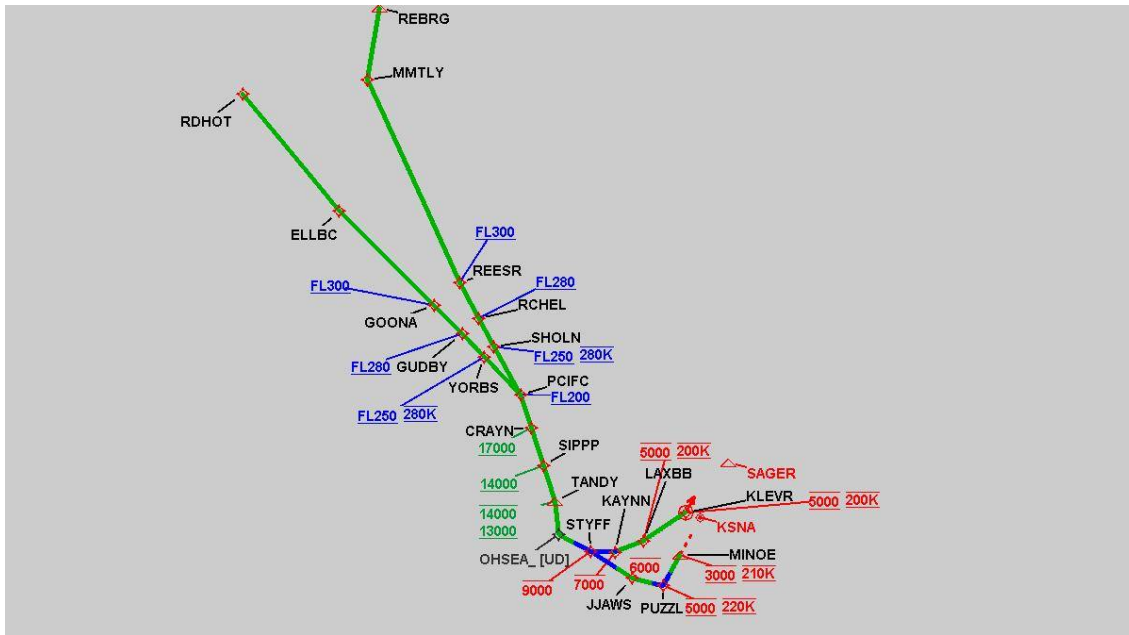 REBRG
MMTLY
RDHOT
ELLBC
FL300
REESR
FL280
FL300
RCHEL
GOONA
SHOLN
FL280
GUDBY
FL250 280K
YORBS
PCIFC
FL250 280K
FL200
CRAYN
17000
SIPPP
5000 200K
14000
TANDY
LAXBB
SAGER
14000
KAYNN
KLEVR
5000 200K
13000
STYFF
KSNA
OHSEA_ [UD]
6000
MINOE
9000
7000
3000 210K
JJAWS
PUZZL
5000 220K